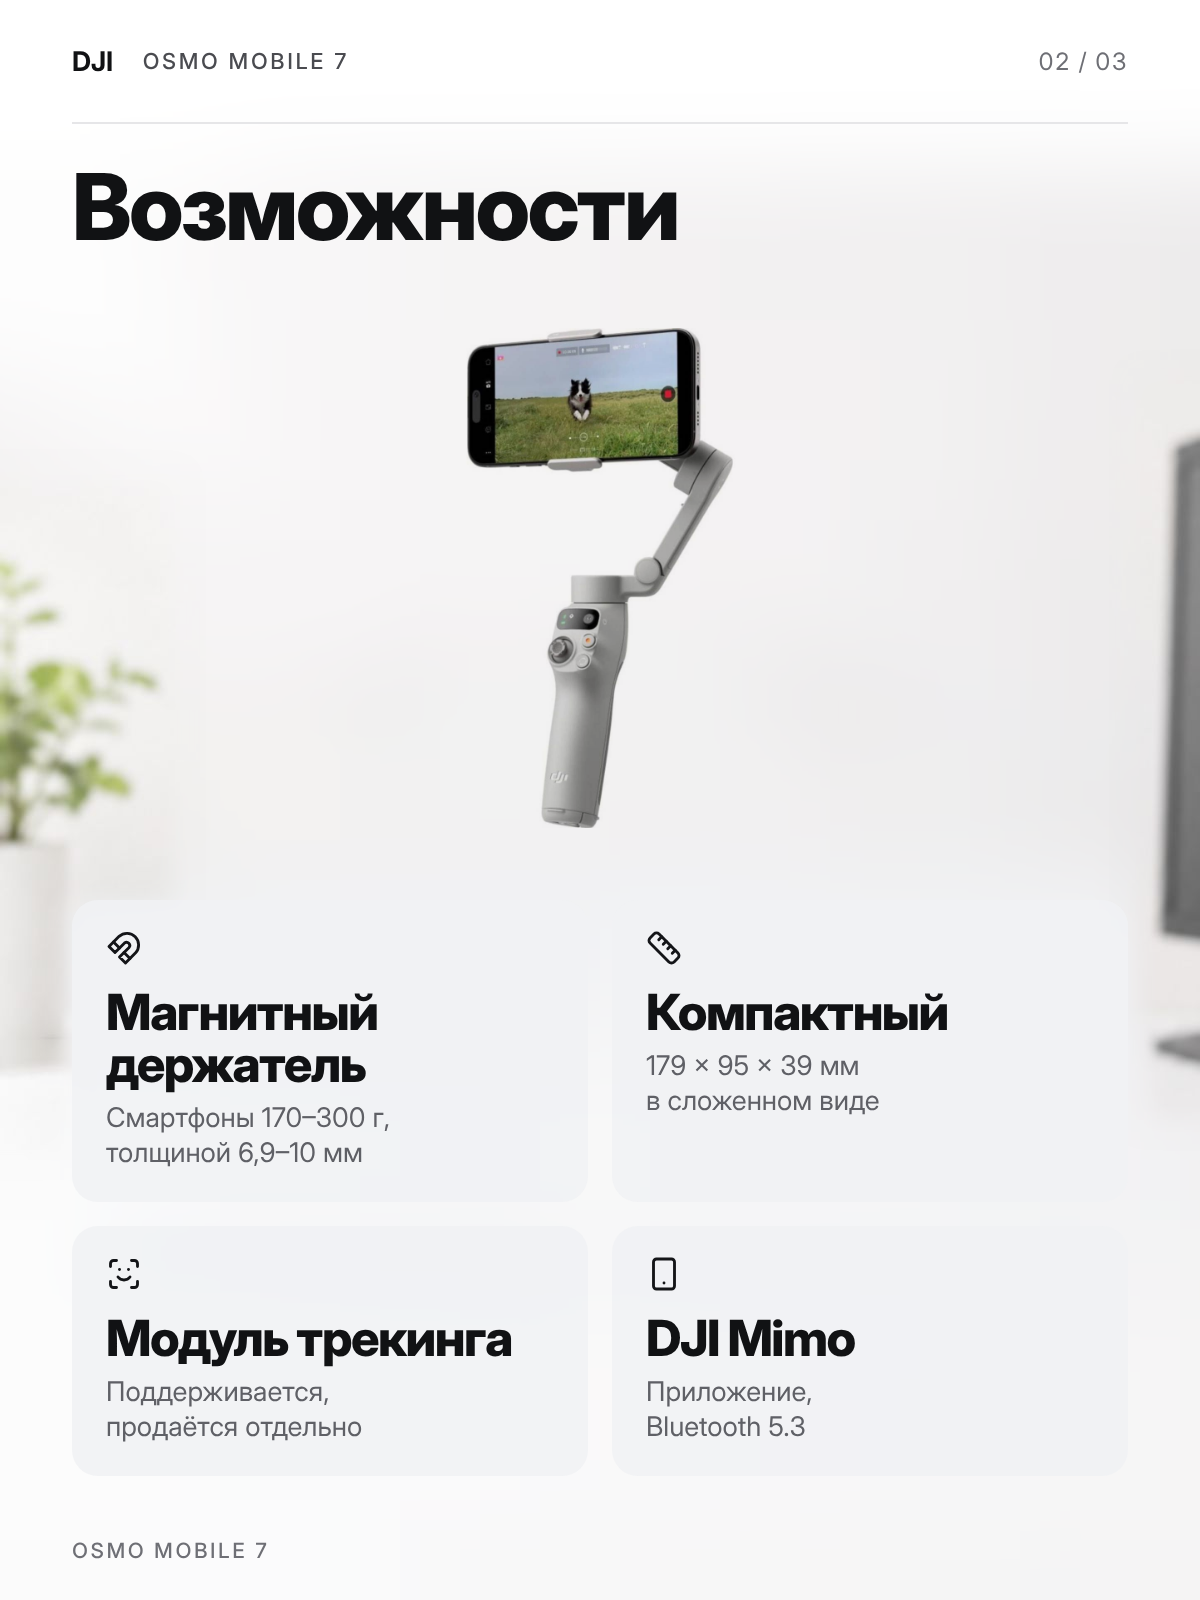 DJI OSMO MOBILE 7
02 / 03
Возможности
dji
Магнитный
держатель
Смартфоны 170–300 г,
толщиной 6,9–10 мм
Компактный
179 × 95 × 39 мм
в сложенном виде
Модуль трекинга
Поддерживается,
продаётся отдельно
DJI Mimo
Приложение,
Bluetooth 5.3
OSMO MOBILE 7